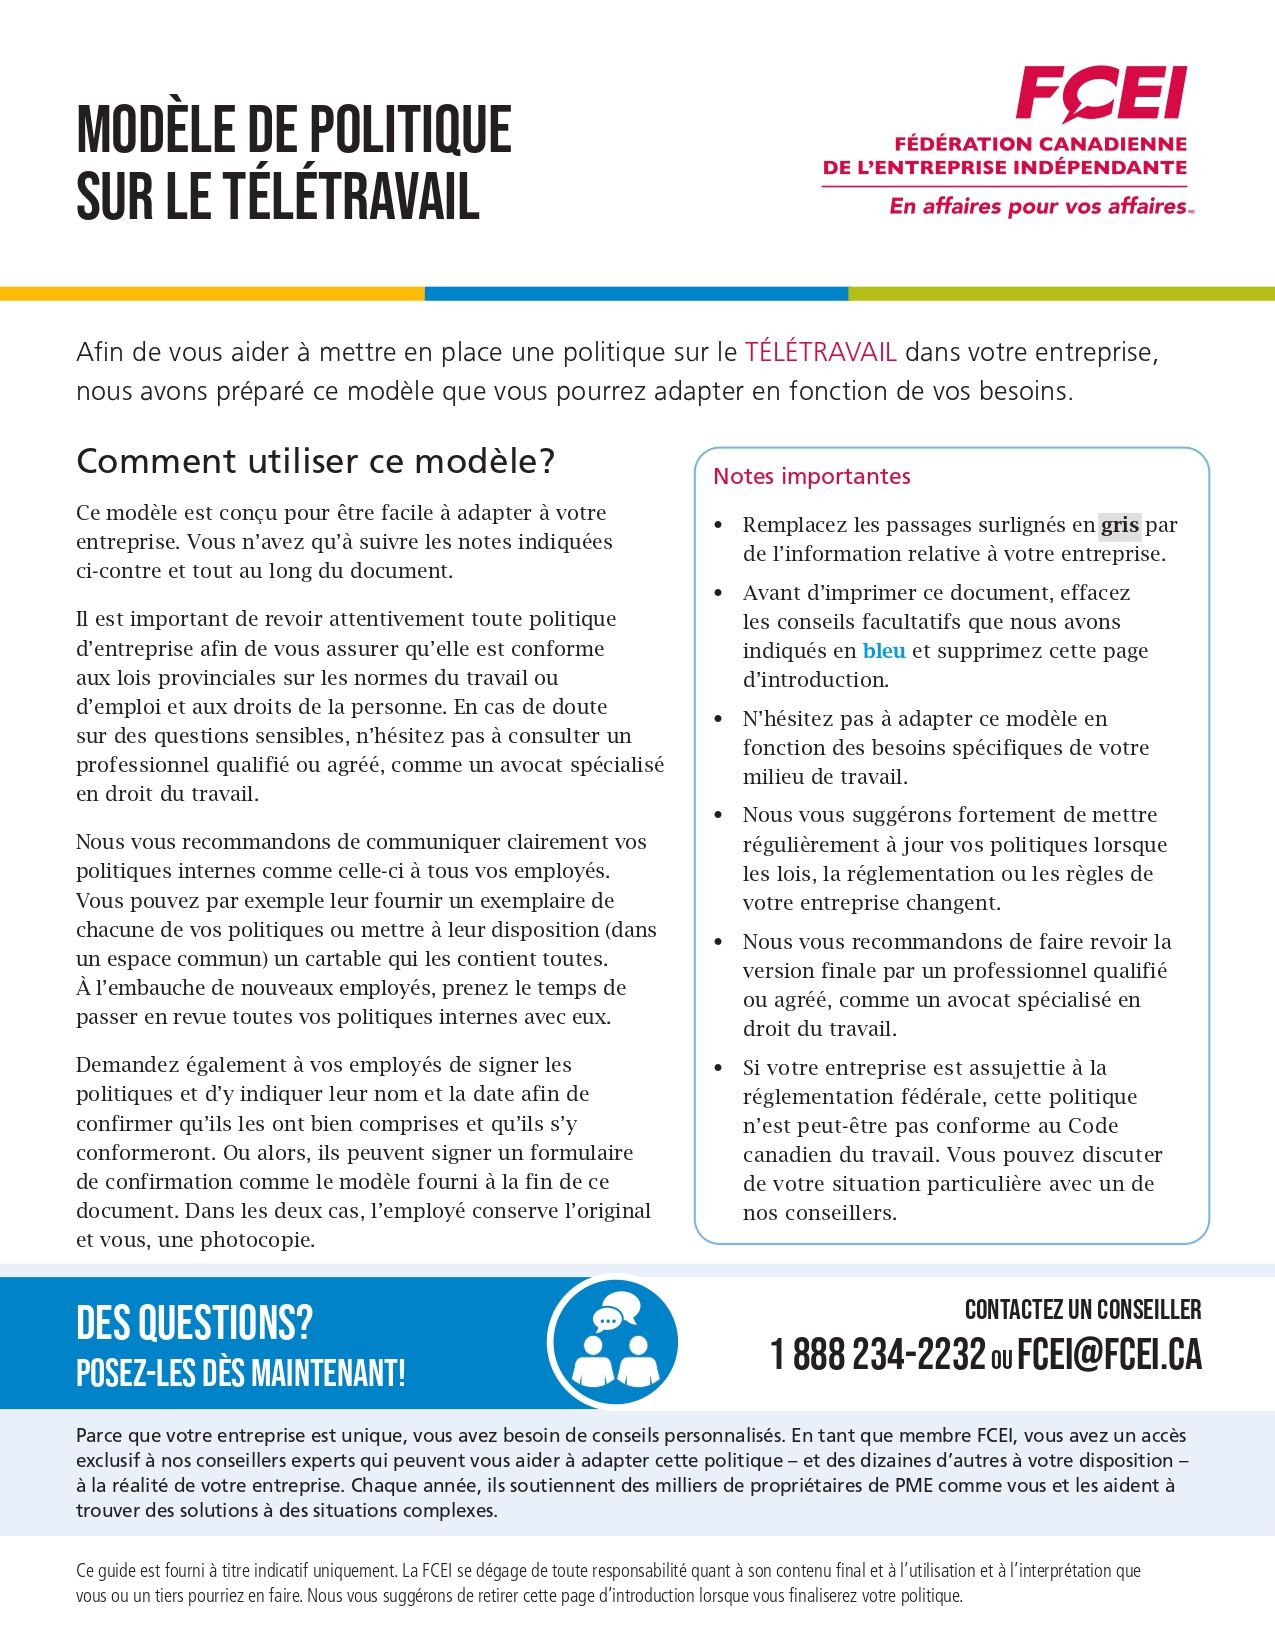 MODÈLE DE POLITIQUE
SUR LE TÉLÉTRAVAIL
FCEI
FÉDÉRATION CANADIENNE
DE L'ENTREPRISE INDÉPENDANTE
En affaires pour vos affaires
Afin de vous aider à mettre en place une politique sur le TÉLÉTRAVAIL dans votre entreprise,
nous avons préparé ce modèle que vous pourrez adapter en fonction de vos besoins.
Comment utiliser ce modèle?
Ce modèle est conçu pour être facile à adapter à votre
entreprise. Vous n'avez qu'à suivre les notes indiquées
ci-contre et tout au long du document.
Il est important de revoir attentivement toute politique
d'entreprise afin de vous assurer qu'elle est conforme
aux lois provinciales sur les normes du travail ou
d'emploi et aux droits de la personne. En cas de doute
sur des questions sensibles, n'hésitez pas à consulter un
professionnel qualifié ou agréé, comme un avocat spécialisé
en droit du travail.
Nous vous recommandons de communiquer clairement vos
politiques internes comme celle-ci à tous vos employés.
Vous pouvez par exemple leur fournir un exemplaire de
chacune de vos politiques ou mettre à leur disposition (dans
un espace commun) un cartable qui les contient toutes.
À l'embauche de nouveaux employés, prenez le temps de
passer en revue toutes vos politiques internes avec eux.
Demandez également à vos employés de signer les
politiques et d'y indiquer leur nom et la date afin de
confirmer qu'ils les ont bien comprises et qu'ils s'y
conformeront. Ou alors, ils peuvent signer un formulaire
de confirmation comme le modèle fourni à la fin de ce
document. Dans les deux cas, l'employé conserve l'original
et vous, une photocopie.
Notes importantes
• Remplacez les passages surlignés en gris par
de l'information relative à votre entreprise.
• Avant d'imprimer ce document, effacez
les conseils facultatifs que nous avons
indiqués en bleu et supprimez cette page
d'introduction.
• N'hésitez pas à adapter ce modèle en
fonction des besoins spécifiques de votre
milieu de travail.
• Nous vous suggérons fortement de mettre
régulièrement à jour vos politiques lorsque
les lois, la réglementation ou les règles de
votre entreprise changent.
• Nous vous recommandons de faire revoir la
version finale par un professionnel qualifié
ou agréé, comme un avocat spécialisé en
droit du travail.
• Si votre entreprise est assujettie à la
réglementation fédérale, cette politique
n'est peut-être pas conforme au Code
canadien du travail. Vous pouvez discuter
de votre situation particulière avec un de
nos conseillers.
DES QUESTIONS?
POSEZ-LES DÈS MAINTENANT!
CONTACTEZ UN CONSEILLER
1 888 234-2232 OU FCEI@FCEI.CA
Parce que votre entreprise est unique, vous avez besoin de conseils personnalisés. En tant que membre FCEI, vous avez un accès
exclusif à nos conseillers experts qui peuvent vous aider à adapter cette politique – et des dizaines d'autres à votre disposition –
à la réalité de votre entreprise. Chaque année, ils soutiennent des milliers de propriétaires de PME comme vous et les aident à
trouver des solutions à des situations complexes.
Ce guide est fourni à titre indicatif uniquement. La FCEI se dégage de toute responsabilité quant à son contenu final et à l'utilisation et à l'interprétation que
vous ou un tiers pourriez en faire. Nous vous suggérons de retirer cette page d'introduction lorsque vous finaliserez votre politique.